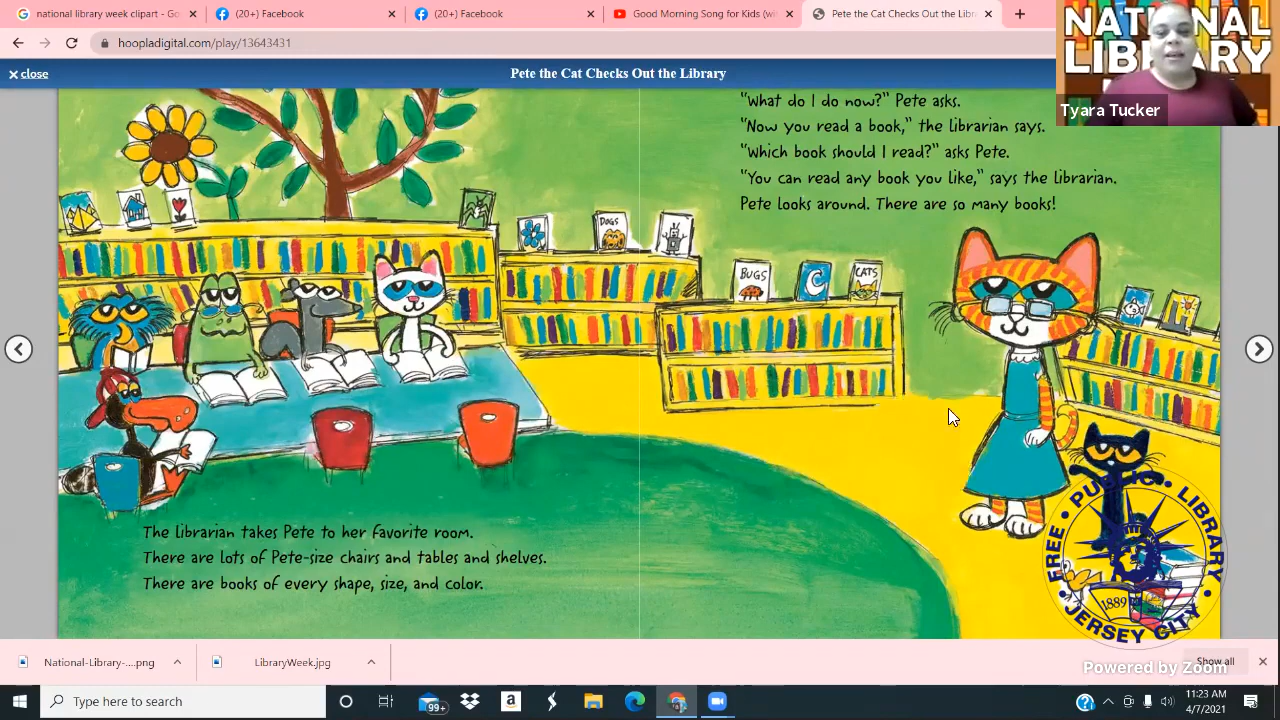 national library week clipart - Go
(20+) Facebook
(20+) Facebook
Good Morning Song for Kids (wi
Pete the Cat Checks Out the Libra
hoopladigital.com/play/13643431
close
Pete the Cat Checks Out the Library
NATIONAL
LIBRARY
Tyara Tucker
"What do I do now?" Pete asks.
"Now you read a book," the librarian says.
"Which book should I read?" asks Pete.
"You can read any book you like," says the librarian.
Pete looks around. There are so many books!
DOGS
BUGS
CATS
The librarian takes Pete to her favorite room.
There are lots of Pete-size chairs and tables and shelves.
There are books of every shape, size, and color.
FREE • PUBLIC • LIBRARY
1889
• JERSEY CITY •
National-Library-....png
LibraryWeek.jpg
Show all
Powered by Zoom
Type here to search
99+
11:23 AM
4/7/2021